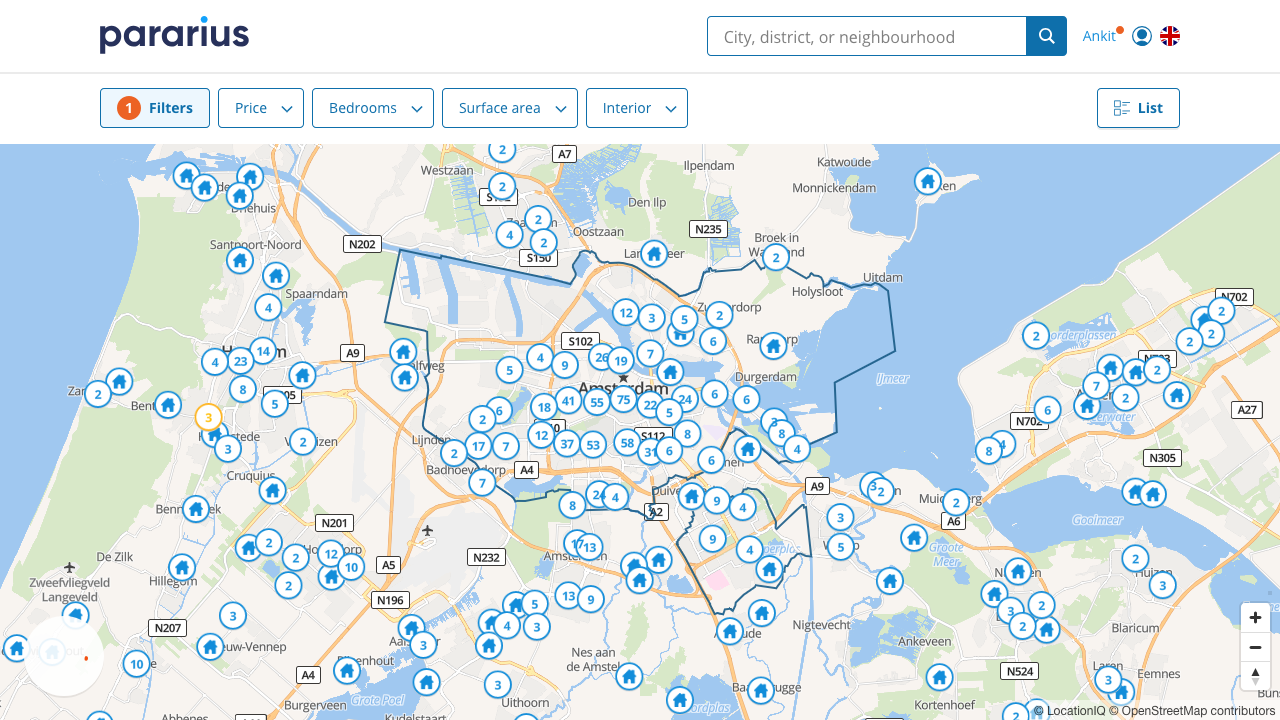 pararius
City, district, or neighbourhood
Ankit
1 Filters
Price
Bedrooms
Surface area
Interior
List
2
A7
Westzaan
Ilpendam
Katwoude
Monnickendam
2
Den Ilp
Driehuis
2
4
2
Oostzaan
N235
Broek in
Waterland
Santpoort-Noord
N202
S150
2
Uitdam
Holysloot
Spaarndam
4
12
3
5
2
6
N702
2
2
2
2
A9
S102
14
23
4
4
9
26
19
7
5
Durgerdam
IJmeer
2
7
2
8
5
2
Amsterdam
18
41
55
75
22
24
5
6
6
6
2
3
6
A27
3
2
Lijnden
2
17
7
12
37
53
58
S112
31
6
8
6
3
8
4
N702
4
8
N305
Cruquius
Badhoevedorp
A4
7
8
24
4
A2
9
4
A9
3
2
2
A6
Gooimeer
N201
De Zilk
Zweefvliegveld
Langeveld
Hillegom
2
2
12
10
2
A5
N232
17
13
9
4
3
5
Groote
Meer
2
3
N207
3
N196
13
9
5
4
3
3
Nigtevecht
3
2
2
Ankeveen
Blaricum
10
A4
Nes aan
de Amstel
N524
Laren
3
Eemnes
Burgerveen
Grote Poel
3
Uithoorn
Kortenhoef
Kudelstaart
2
© LocationIQ © OpenStreetMap contributors